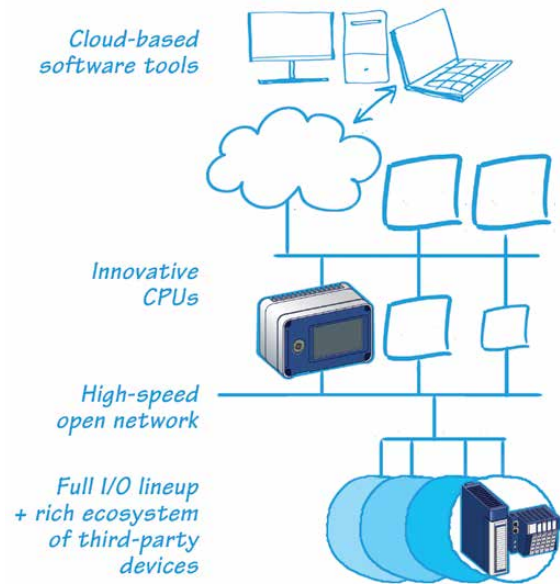 Cloud-based
software tools
Innovative
CPUs
High-speed
open network
Full I/O lineup
+ rich ecosystem
of third-party
devices